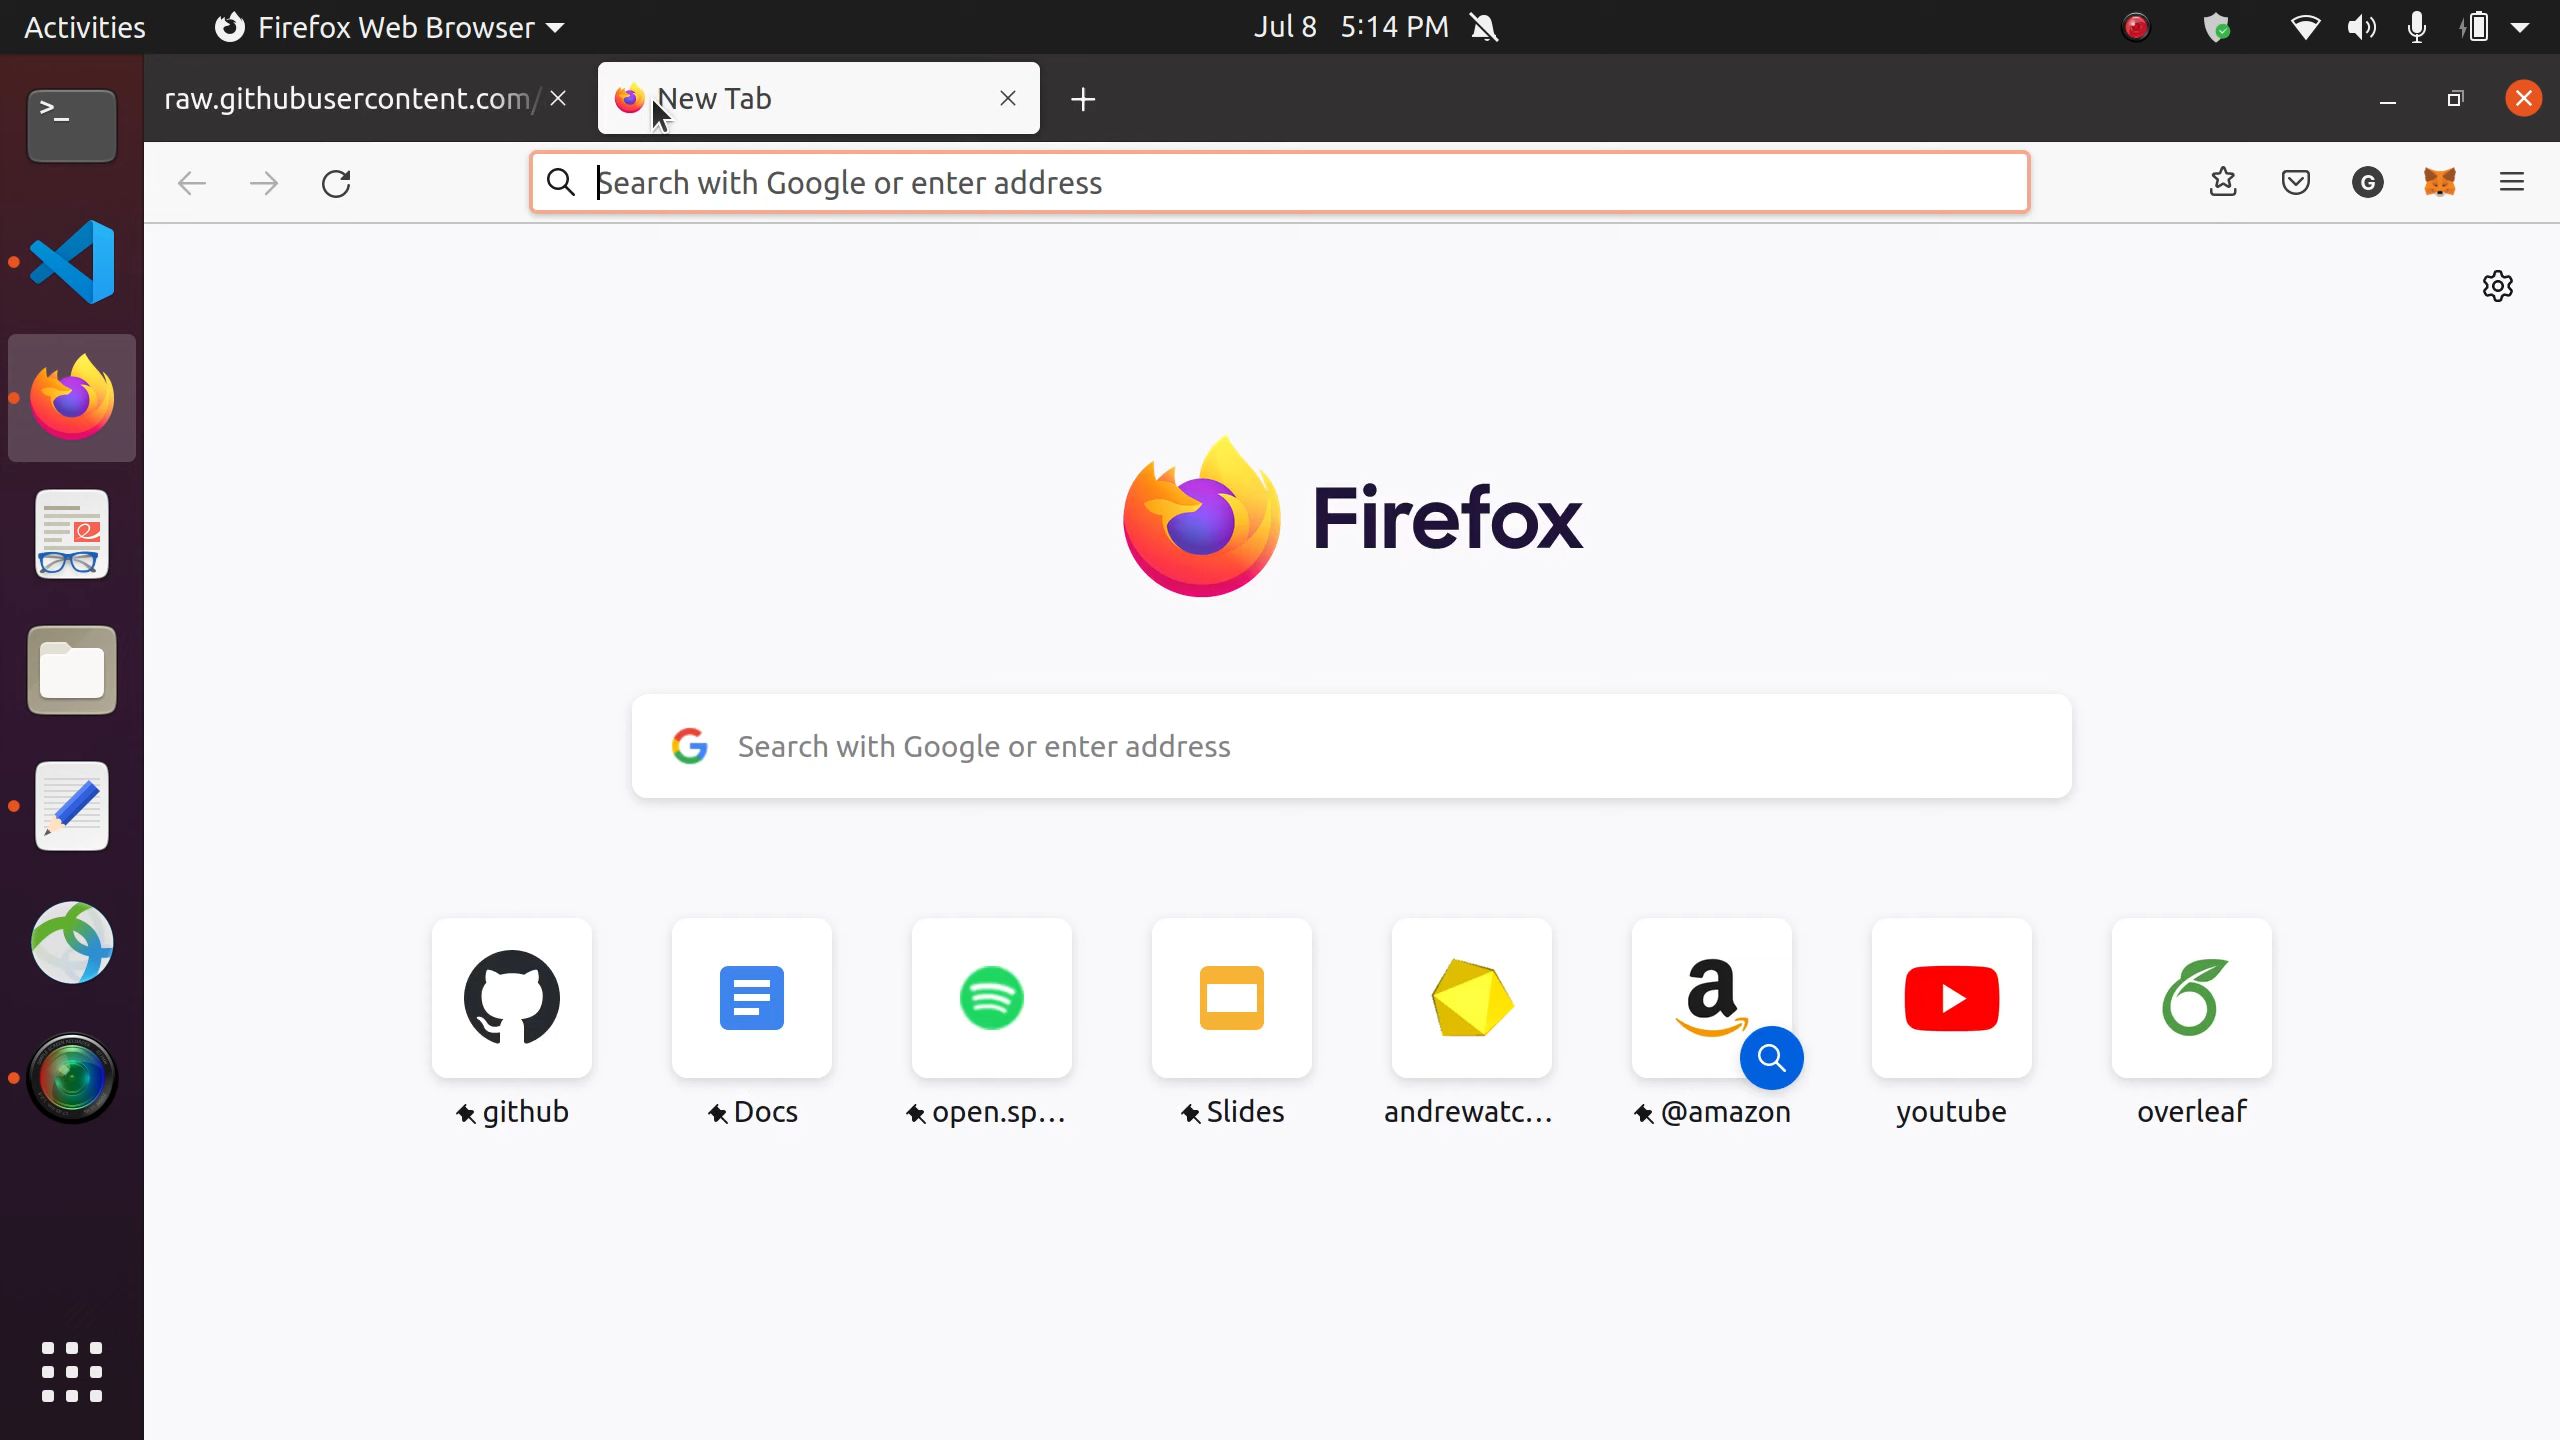 Activities Firefox Web Browser Jul 8 5:14 PM
>_
raw.githubusercontent.com/ New Tab
Search with Google or enter address
G
Firefox
Search with Google or enter address
github Docs open.sp... Slides andrewatc... @amazon youtube overleaf